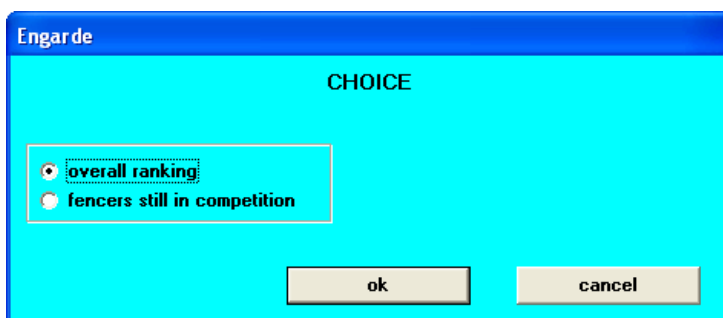 Engarde
CHOICE
overall ranking
fencers still in competition
ok cancel